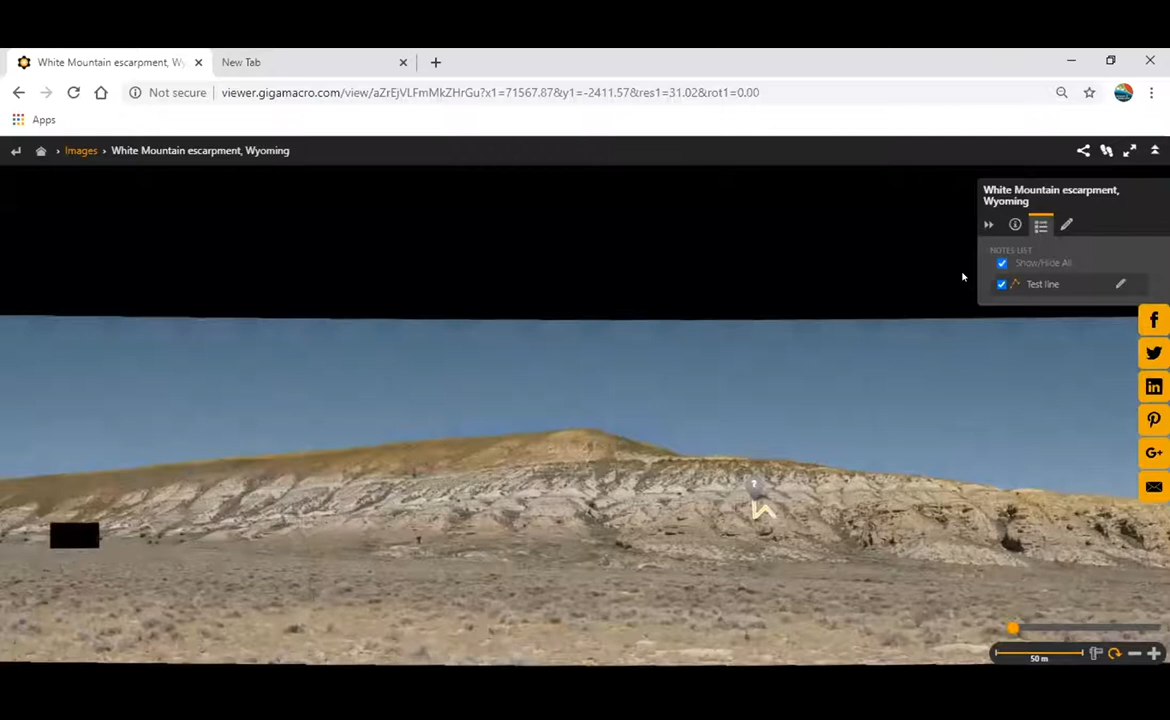 White Mountain escarpment, Wy
New Tab
Not secure
viewer.gigamacro.com/view/aZrEjVLFmMkZHrGu?x1=71567.87&y1=-2411.57&res1=31.02&rot1=0.00
Apps
› Images › White Mountain escarpment, Wyoming
White Mountain escarpment,
Wyoming
NOTES LIST
Show/Hide All
Test line
?
f
in
G+
50 m